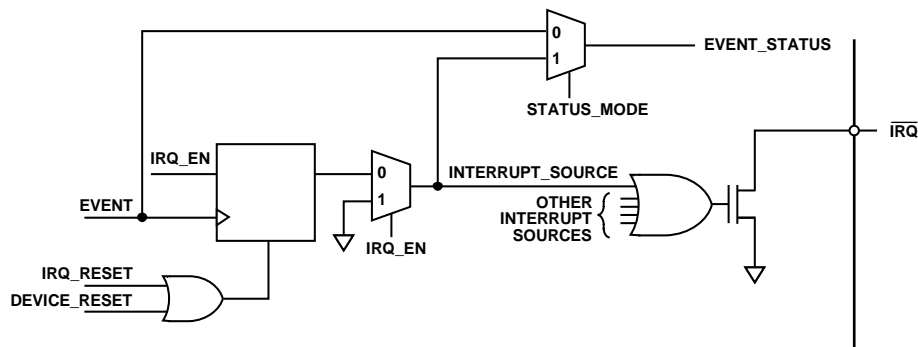 0
1
EVENT_STATUS
STATUS_MODE
IRQ
IRQ_EN
0
1
INTERRUPT_SOURCE
EVENT
OTHER
INTERRUPT
SOURCES
IRQ_EN
IRQ_RESET
DEVICE_RESET